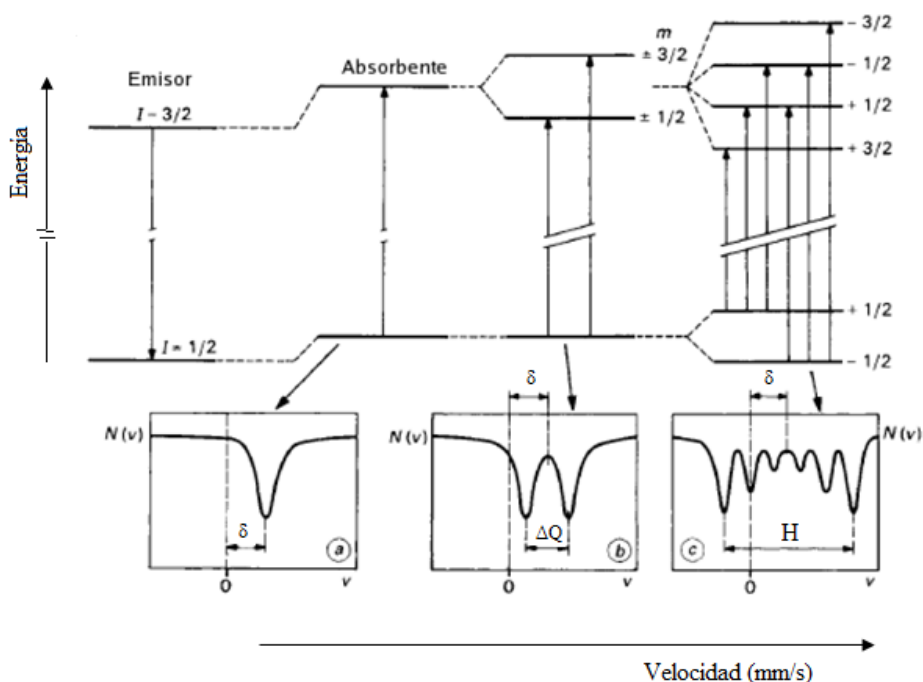 Energía
Emisor
I – 3/2
I = 1/2
Absorbente
m
± 3/2
± 1/2
– 3/2
– 1/2
+ 1/2
+ 3/2
+ 1/2
– 1/2
N(v)
δ
a
0
v
N(v)
δ
ΔQ
b
0
v
δ
N(v)
H
c
0
v
Velocidad (mm/s)